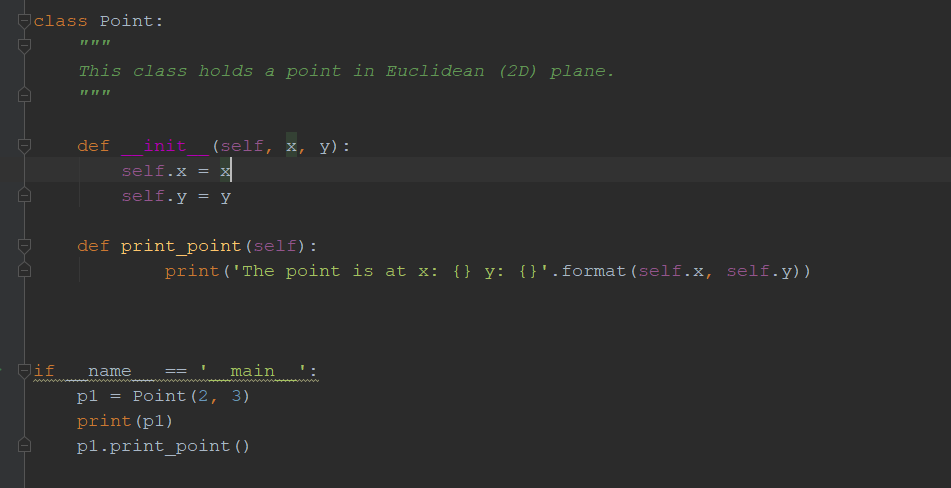 class Point:
    """
    This class holds a point in Euclidean (2D) plane.
    """

    def __init__(self, x, y):
        self.x = x
        self.y = y

    def print_point(self):
            print('The point is at x: {} y: {}'.format(self.x, self.y))



if __name__ == '__main__':
    p1 = Point(2, 3)
    print(p1)
    p1.print_point()